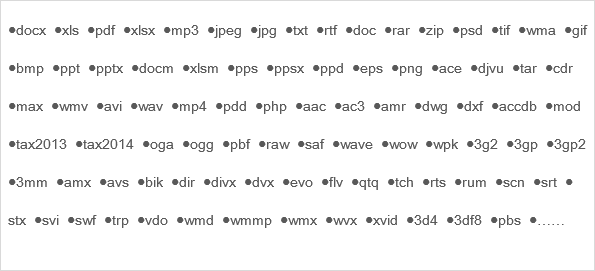 ●docx ●xls ●pdf ●xlsx ●mp3 ●jpeg ●jpg ●txt ●rtf ●doc ●rar ●zip ●psd ●tif ●wma ●gif
●bmp ●ppt ●pptx ●docm ●xlsm ●pps ●ppsx ●ppd ●eps ●png ●ace ●djvu ●tar ●cdr
●max ●wmv ●avi ●wav ●mp4 ●pdd ●php ●aac ●ac3 ●amr ●dwg ●dxf ●accdb ●mod
●tax2013 ●tax2014 ●oga ●ogg ●pbf ●raw ●saf ●wave ●wow ●wpk ●3g2 ●3gp ●3gp2
●3mm ●amx ●avs ●bik ●dir ●divx ●dvx ●evo ●flv ●qtq ●tch ●rts ●rum ●scn ●srt ●
stx ●svi ●swf ●trp ●vdo ●wmd ●wmmp ●wmx ●wvx ●xvid ●3d4 ●3df8 ●pbs ●……